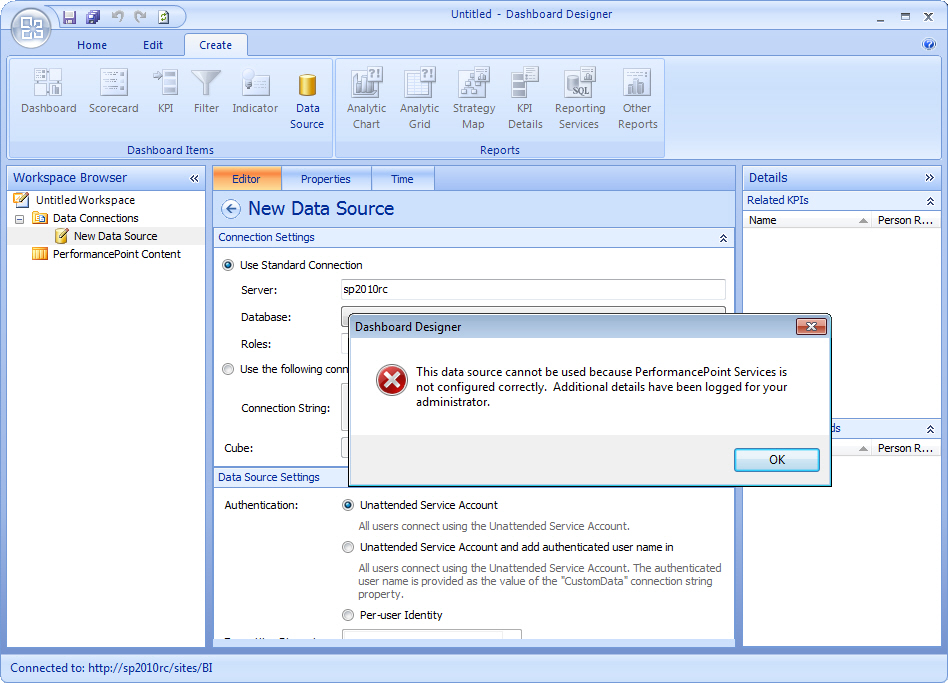 Untitled - Dashboard Designer
Home
Edit
Create
Dashboard
Scorecard
KPI
Filter
Indicator
Data
Source
Dashboard Items
Analytic
Chart
Analytic
Grid
Strategy
Map
KPI
Details
SQL
Reporting
Services
Other
Reports
Reports
Workspace Browser
Untitled Workspace
Data Connections
New Data Source
PerformancePoint Content
Editor
Properties
Time
New Data Source
Connection Settings
Use Standard Connection
Server:
sp2010rc
Database:
Roles:
Use the following conn
Connection String:
Cube:
Data Source Settings
Authentication:
Unattended Service Account
All users connect using the Unattended Service Account.
Unattended Service Account and add authenticated user name in
All users connect using the Unattended Service Account. The authenticated
user name is provided as the value of the "CustomData" connection string
property.
Per-user Identity
Dashboard Designer
This data source cannot be used because PerformancePoint Services is
not configured correctly. Additional details have been logged for your
administrator.
OK
Details
Related KPIs
Name
Person R...
ds
Person R...
Connected to: http://sp2010rc/sites/BI